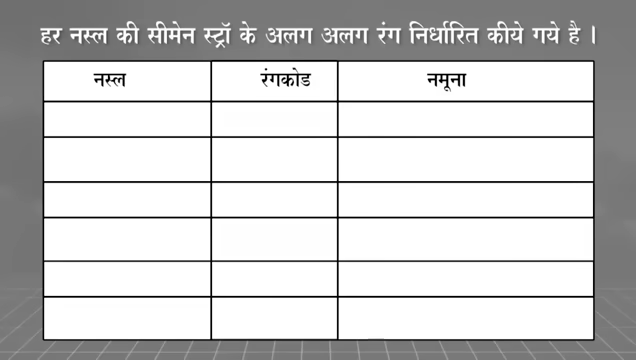 हर नस्ल की सीमेन स्ट्रॉ के अलग अलग रंग निर्धारित कीये गये है ।
नस्ल रंगकोड नमूना